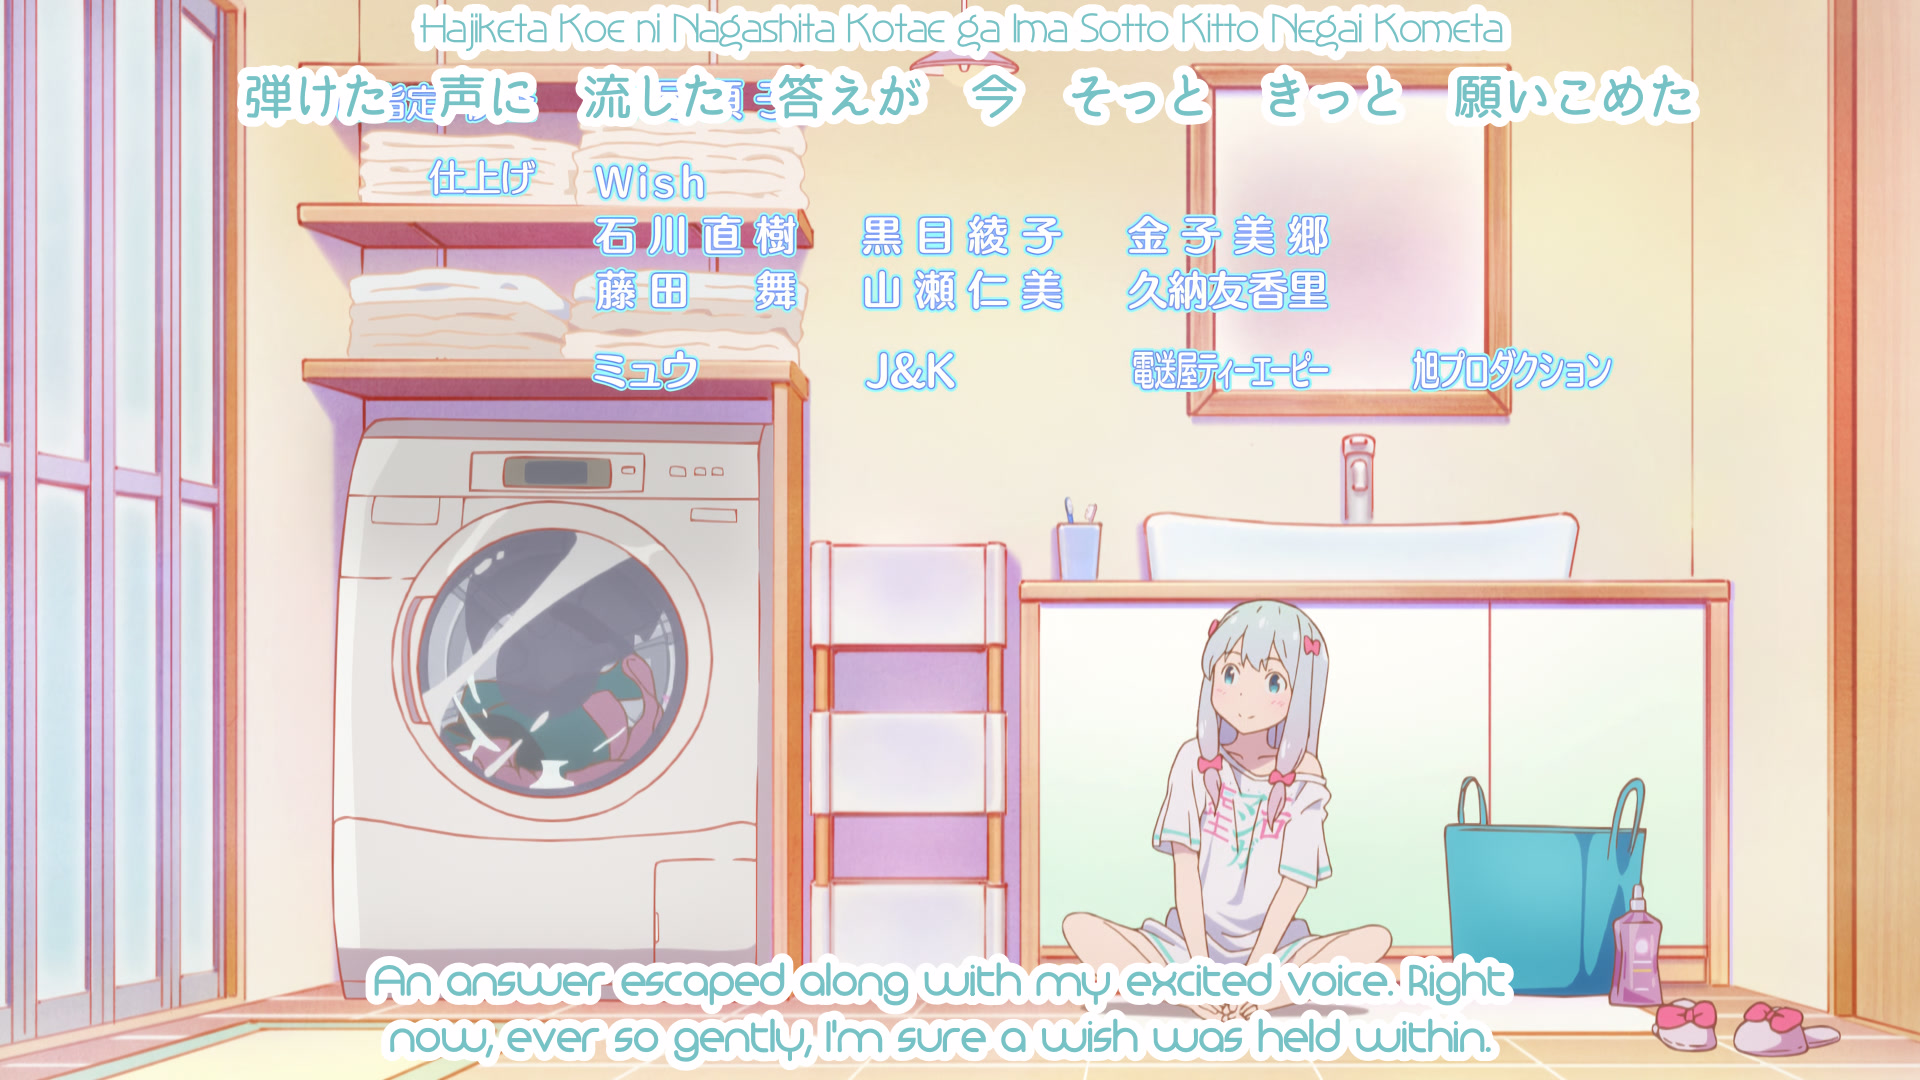 Hajiketa Koe ni Nagashita Kotae ga Ima Sotto Kitto Negai Kometa
弾けた 声に 流した 答えが 今 そっと きっと 願いこめた
仕上げ Wish
石川直樹 黒目綾子 金子美郷
藤田 舞 山瀬仁美 久納友香里
ミュウ J&K 電送屋ティーエーピー 旭プロダクション
マンガ
An answer escaped along with my excited voice. Right
now, ever so gently, I'm sure a wish was held within.